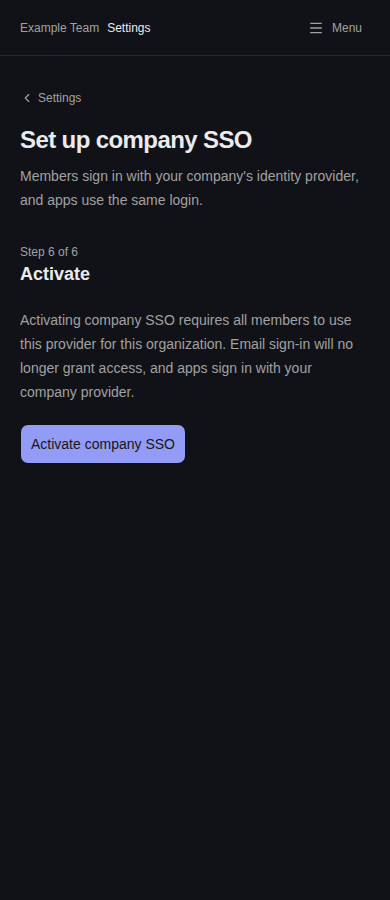 Example Team Settings
Menu
Settings
Set up company SSO
Members sign in with your company's identity provider,
and apps use the same login.
Step 6 of 6
Activate
Activating company SSO requires all members to use
this provider for this organization. Email sign-in will no
longer grant access, and apps sign in with your
company provider.
Activate company SSO